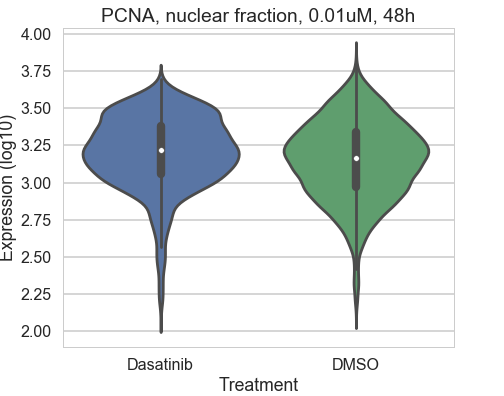 PCNA, nuclear fraction, 0.01uM, 48h
4.00
3.75
3.50
3.25
3.00
2.75
2.50
2.25
2.00
Expression (log10)
Dasatinib DMSO
Treatment